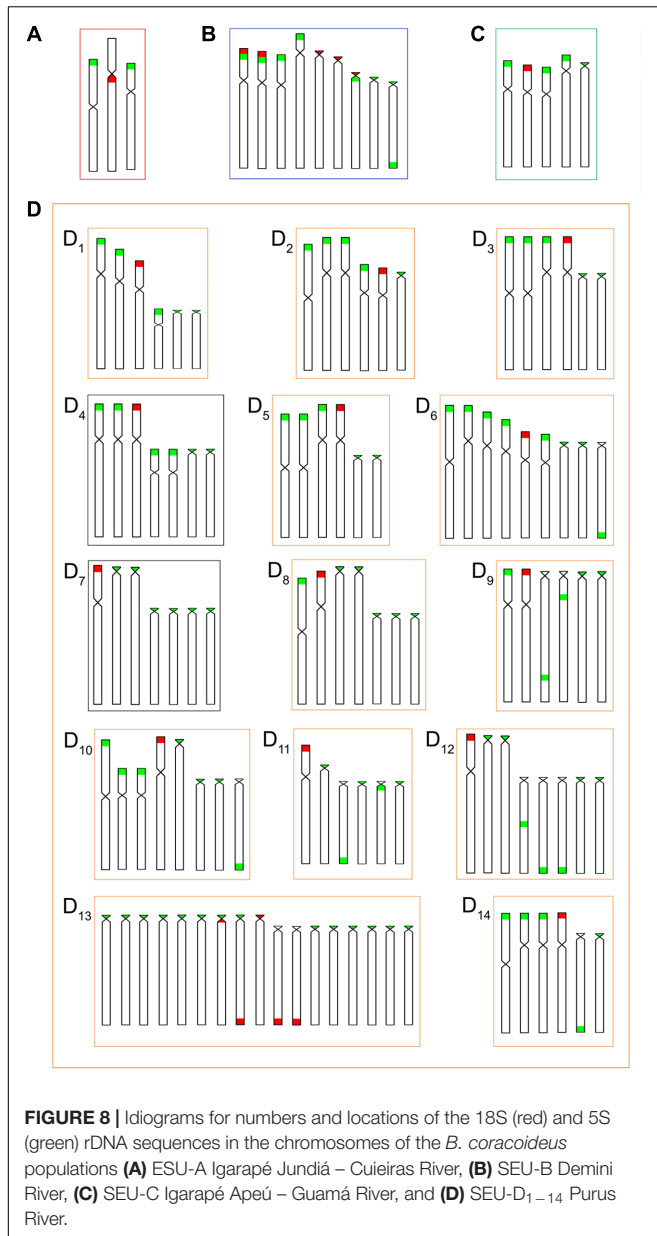 A
B
C
D
D1
D2
D3
D4
D5
D6
D7
D8
D9
D10
D11
D12
D13
D14
FIGURE 8 | Idiograms for numbers and locations of the 18S (red) and 5S
(green) rDNA sequences in the chromosomes of the B. coracoideus
populations (A) ESU-A Igarapé Jundiá – Cuieiras River, (B) SEU-B Demini
River, (C) SEU-C Igarapé Apeú – Guamá River, and (D) SEU-D1–14 Purus
River.